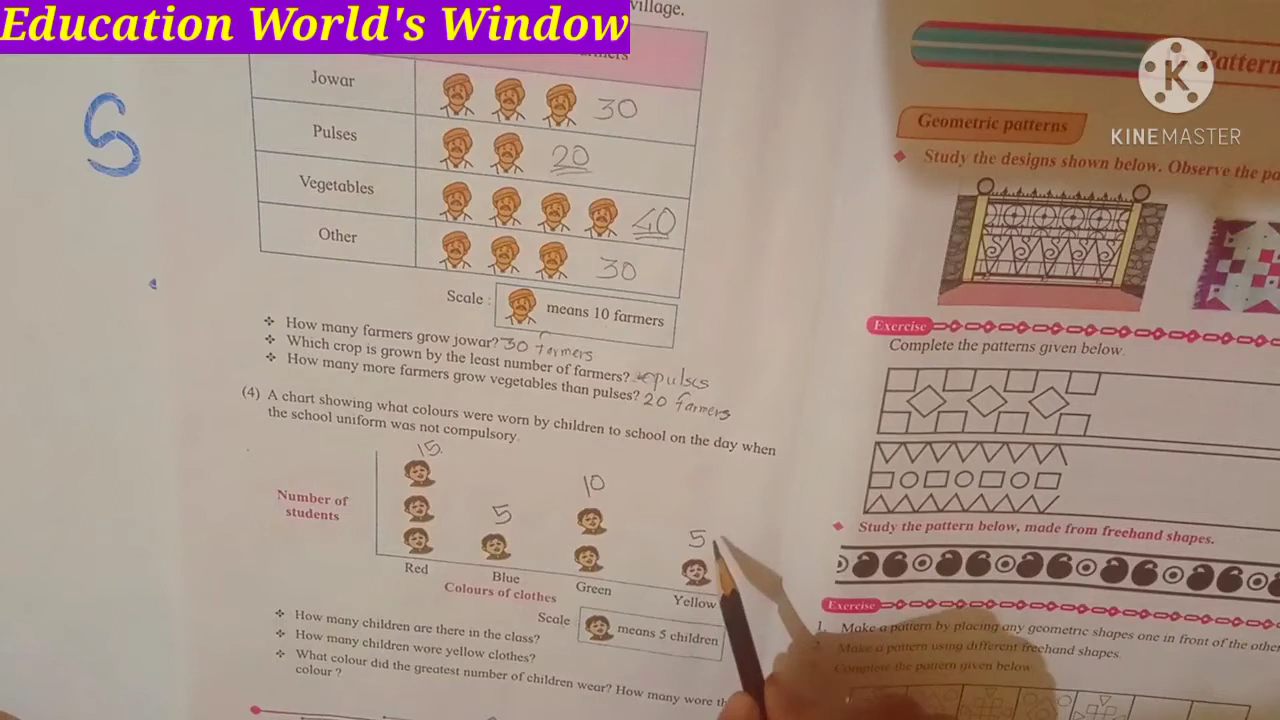 Education World's Window
village.
S
Jowar 30
Pulses 20
Vegetables 40
Other 30
Scale : means 10 farmers
❖ How many farmers grow jowar? 30 farmers
❖ Which crop is grown by the least number of farmers? pulses
❖ How many more farmers grow vegetables than pulses? 20 farmers
(4) A chart showing what colours were worn by children to school on the day when
the school uniform was not compulsory.
15 5 10 5
Number of
students
Red Blue Green Yellow
Colours of clothes
Scale means 5 children
❖ How many children are there in the class?
❖ How many children wore yellow clothes?
❖ What colour did the greatest number of children wear? How many wore
colour ?
K
KINEMASTER
Pattern
Geometric patterns
◆ Study the designs shown below. Observe the
Exercise
Complete the patterns given below.
◆ Study the pattern below, made from freehand shapes.
Exercise
1. Make a pattern by placing any geometric shapes one in front of the other
Make a pattern using different freehand shapes.
Complete the pattern given below